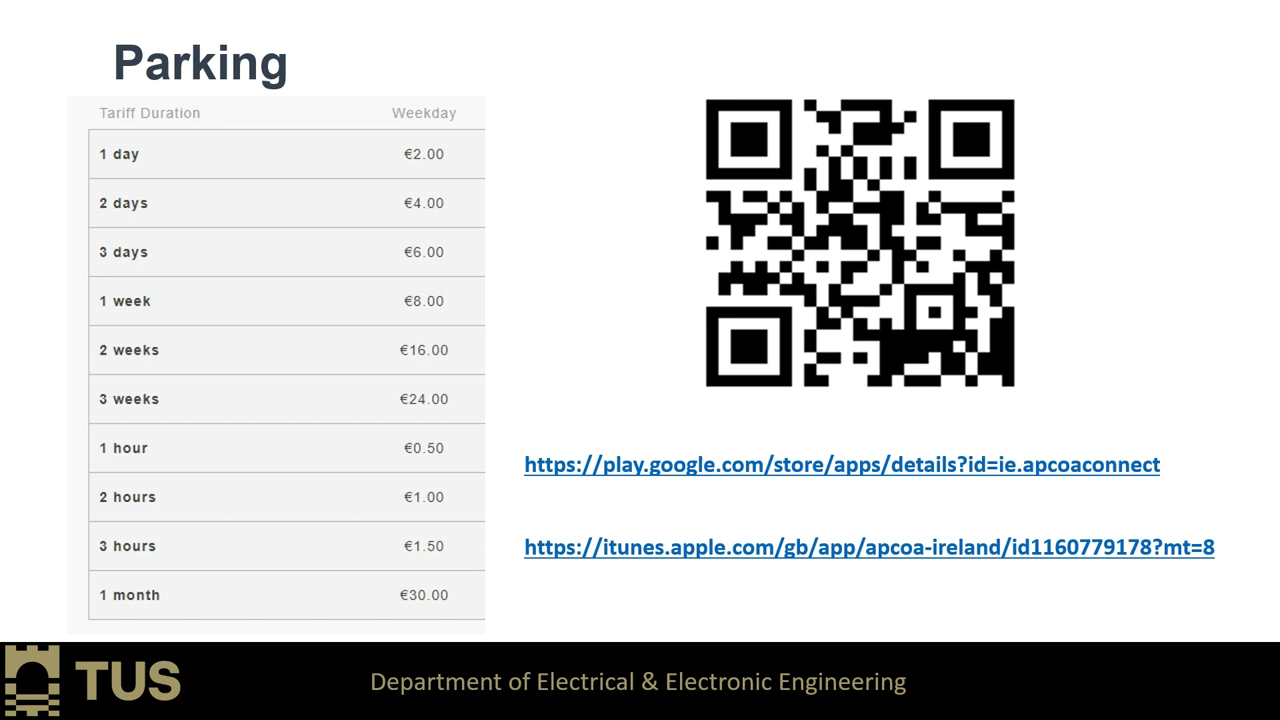 Parking
Tariff Duration Weekday
1 day €2.00
2 days €4.00
3 days €6.00
1 week €8.00
2 weeks €16.00
3 weeks €24.00
1 hour €0.50
2 hours €1.00
3 hours €1.50
1 month €30.00
https://play.google.com/store/apps/details?id=ie.apcoaconnect
https://itunes.apple.com/gb/app/apcoa-ireland/id1160779178?mt=8
TUS
Department of Electrical & Electronic Engineering